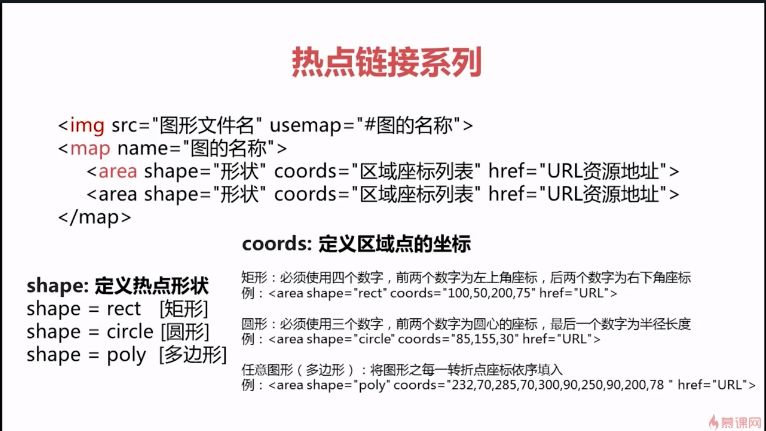 热点链接系列
<img src="图形文件名" usemap="#图的名称">
<map name="图的名称">
<area shape="形状" coords="区域座标列表" href="URL资源地址">
<area shape="形状" coords="区域座标列表" href="URL资源地址">
</map>
coords: 定义区域点的坐标
shape: 定义热点形状
shape = rect [矩形]
shape = circle [圆形]
shape = poly [多边形]
矩形：必须使用四个数字，前两个数字为左上角座标，后两个数字为右下角座标
例：<area shape="rect" coords="100,50,200,75" href="URL">
圆形：必须使用三个数字，前两个数字为圆心的座标，最后一个数字为半径长度
例：<area shape="circle" coords="85,155,30" href="URL">
任意图形（多边形）：将图形之每一转折点座标依序填入
例：<area shape="poly" coords="232,70,285,70,300,90,250,90,200,78 " href="URL">
慕课网